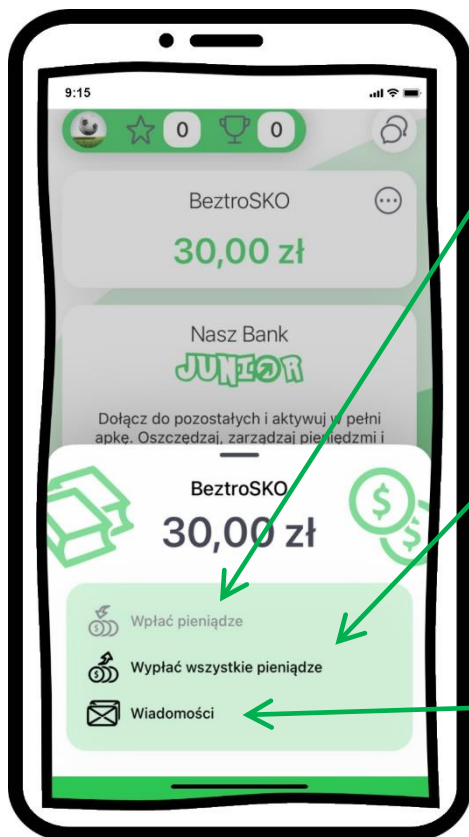 9:15
0 0
BeztroSKO
30,00 zł
Nasz Bank
JUNIOR
Dołącz do pozostałych i aktywuj w pełni
apkę. Oszczędzaj, zarządzaj pieniędzmi i
BeztroSKO
30,00 zł
Wpłać pieniądze
Wypłać wszystkie pieniądze
Wiadomości